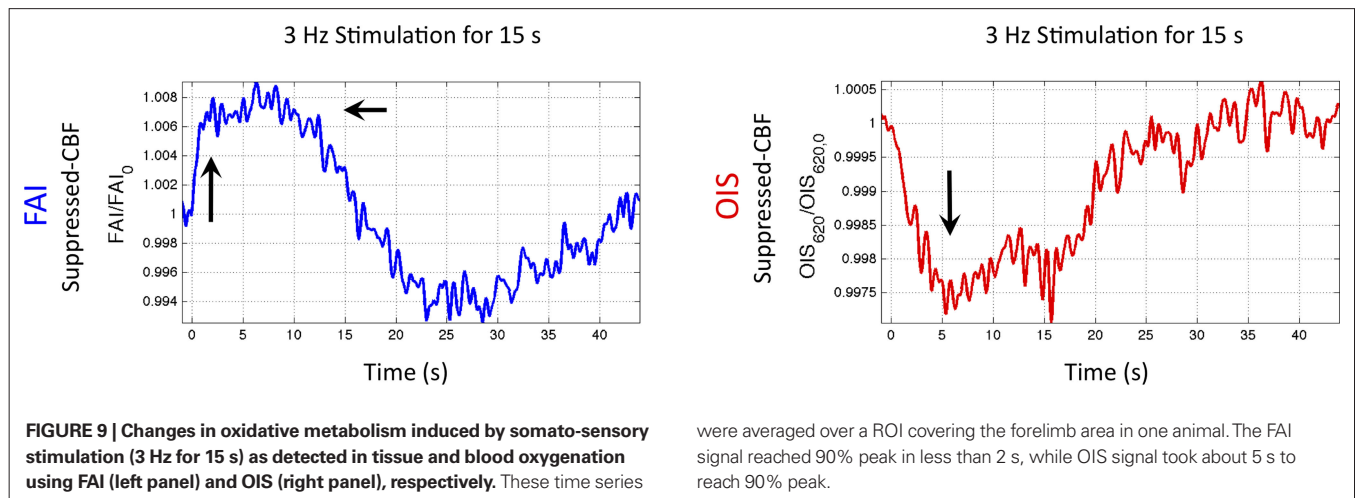 3 Hz Stimulation for 15 s
FAI
Suppressed-CBF
FAI/FAI0
1.008
1.006
1.004
1.002
1
0.998
0.996
0.994
0 5 10 15 20 25 30 35 40
Time (s)
3 Hz Stimulation for 15 s
OIS
Suppressed-CBF
OIS620/OIS620,0
1.0005
1
0.9995
0.999
0.9985
0.998
0.9975
0 5 10 15 20 25 30 35 40
Time (s)
FIGURE 9 | Changes in oxidative metabolism induced by somato-sensory
stimulation (3 Hz for 15 s) as detected in tissue and blood oxygenation
using FAI (left panel) and OIS (right panel), respectively. These time series
were averaged over a ROI covering the forelimb area in one animal. The FAI
signal reached 90% peak in less than 2 s, while OIS signal took about 5 s to
reach 90% peak.